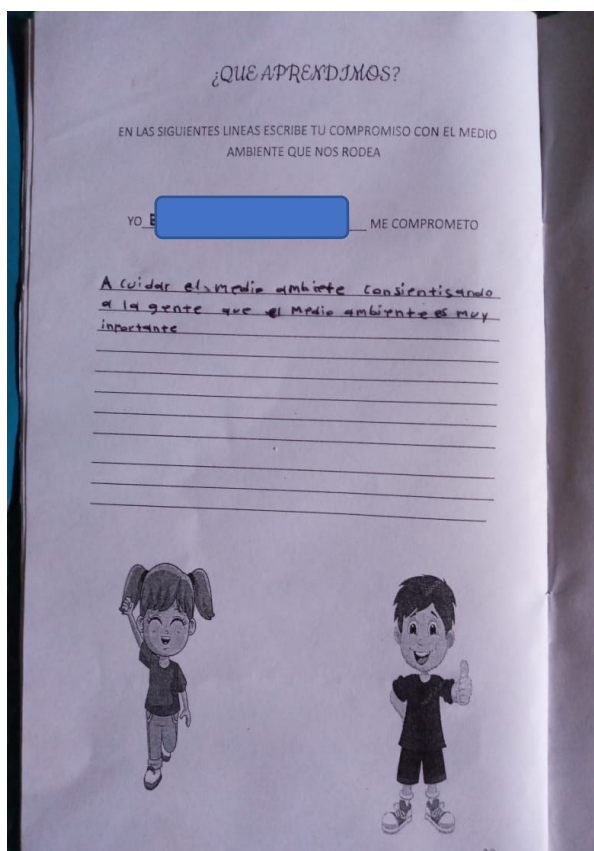 ¿QUE APRENDIMOS?
EN LAS SIGUIENTES LINEAS ESCRIBE TU COMPROMISO CON EL MEDIO
AMBIENTE QUE NOS RODEA
YO E ME COMPROMETO
A cuidar el medio ambiete consientisando
a la gente que el medio ambiente es muy
inportante